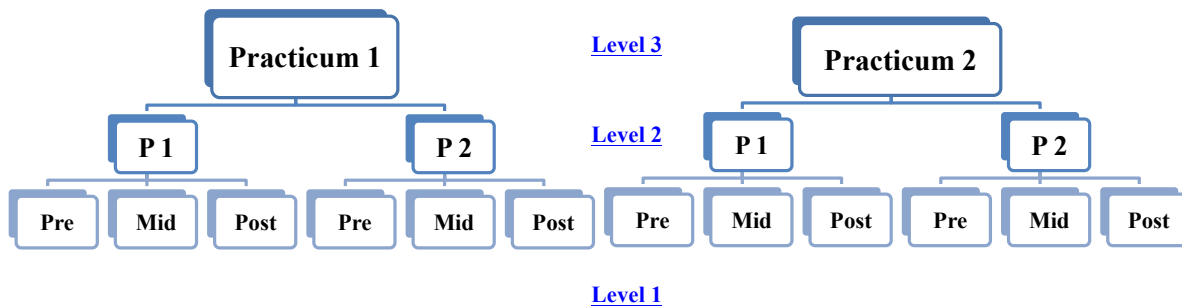 Practicum 1
Level 3
Practicum 2
P 1
P 2
Level 2
P 1
P 2
Pre
Mid
Post
Pre
Mid
Post
Pre
Mid
Post
Pre
Mid
Post
Level 1